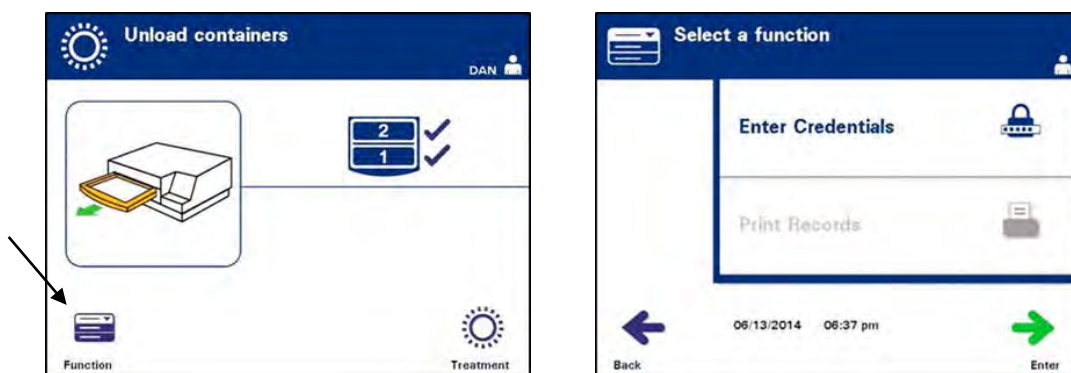 Unload containers
DAN
2
1
Function
Treatment
Select a function
Enter Credentials
Print Records
06/13/2014 06:37 pm
Back
Enter